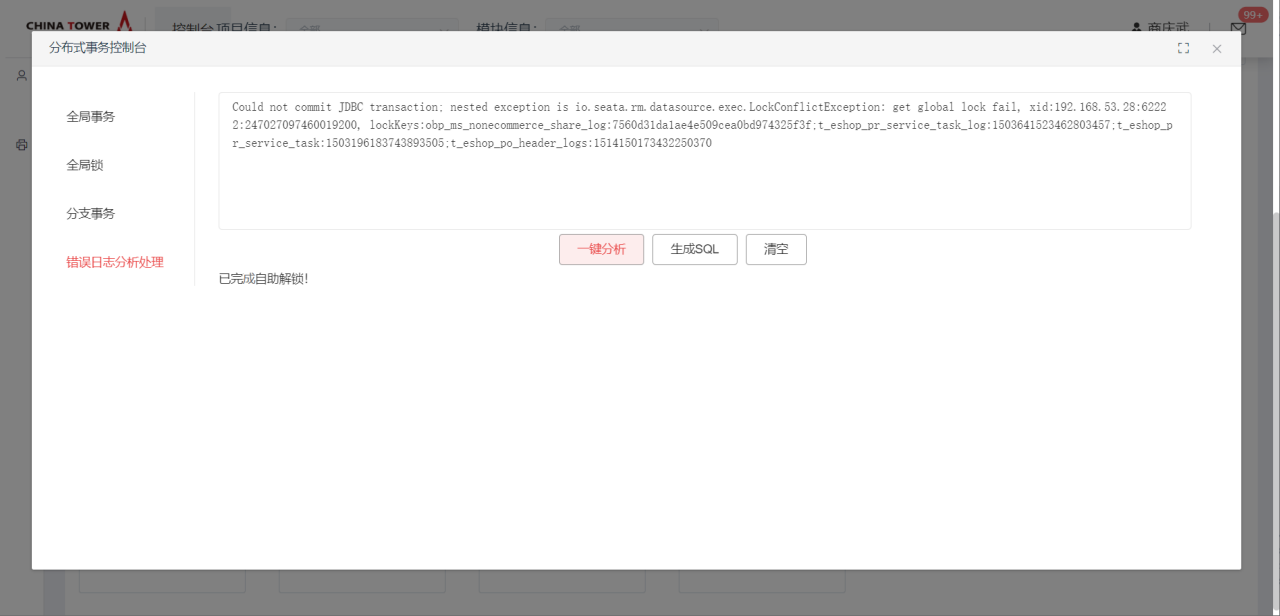 CHINA TOWER
控制台 项目信息: 全部 模块信息: 全部 商庆武 99+
分布式事务控制台
全局事务
全局锁
分支事务
错误日志分析处理
Could not commit JDBC transaction; nested exception is io.seata.rm.datasource.exec.LockConflictException: get global lock fail, xid:192.168.53.28:6222
2:247027097460019200, lockKeys:obp_ms_nonecommerce_share_log:7560d31da1ae4e509cea0bd974325f3f;t_eshop_pr_service_task_log:1503641523462803457;t_eshop_p
r_service_task:1503196183743893505;t_eshop_po_header_logs:1514150173432250370
一键分析 生成SQL 清空
已完成自助解锁!